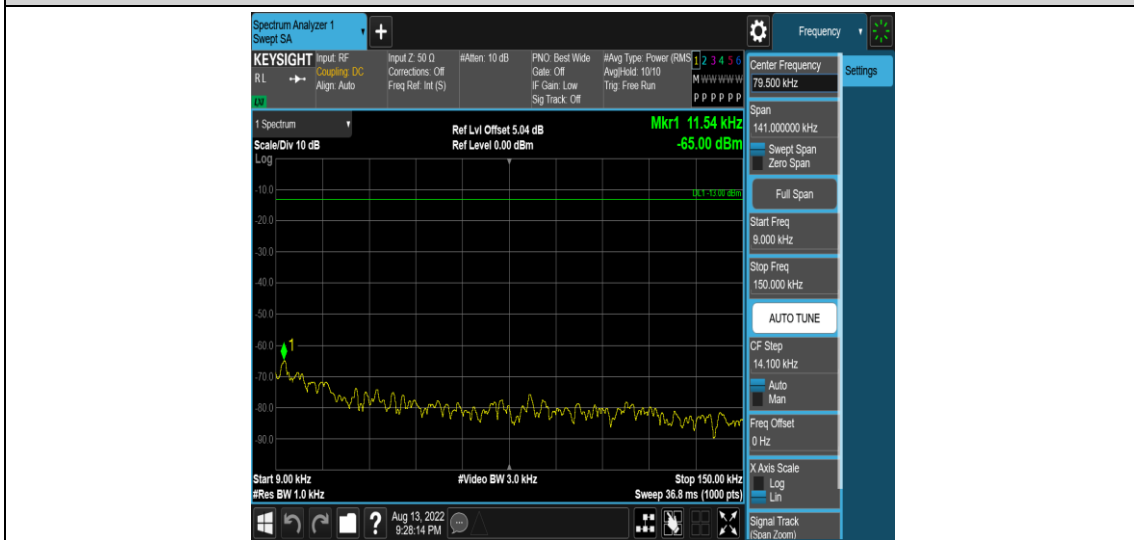 Spectrum Analyzer 1
Swept SA
+
Frequency
KEYSIGHT
RL
LXI
Input: RF
Coupling: DC
Align: Auto
Input Z: 50 Ω
Corrections: Off
Freq Ref: Int (S)
#Atten: 10 dB
PNO: Best Wide
Gate: Off
IF Gain: Low
Sig Track: Off
#Avg Type: Power (RMS
Avg|Hold: 10/10
Trig: Free Run
1 2 3 4 5 6
M W W W W W
P P P P P P
1 Spectrum
Scale/Div 10 dB
Ref Lvl Offset 5.04 dB
Ref Level 0.00 dBm
Mkr1 11.54 kHz
-65.00 dBm
Log
DL1 -13.00 dBm
-10.0
-20.0
-30.0
-40.0
-50.0
-60.0
1
-70.0
-80.0
-90.0
Start 9.00 kHz
#Res BW 1.0 kHz
#Video BW 3.0 kHz
Stop 150.00 kHz
Sweep 36.8 ms (1000 pts)
Center Frequency
79.500 kHz
Settings
Span
141.000000 kHz
Swept Span
Zero Span
Full Span
Start Freq
9.000 kHz
Stop Freq
150.000 kHz
AUTO TUNE
CF Step
14.100 kHz
Auto
Man
Freq Offset
0 Hz
X Axis Scale
Log
Lin
Signal Track
(Span Zoom)
?
Aug 13, 2022
9:28:14 PM